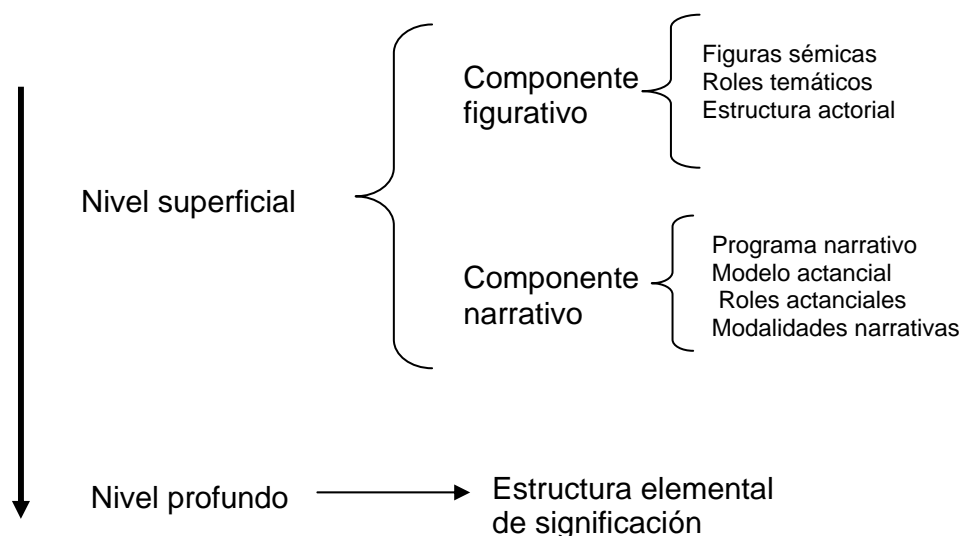 Figuras sémicas
Roles temáticos
Estructura actorial
Componente
figurativo
Nivel superficial
Componente
narrativo
Programa narrativo
Modelo actancial
Roles actanciales
Modalidades narrativas
Nivel profundo
Estructura elemental
de significación